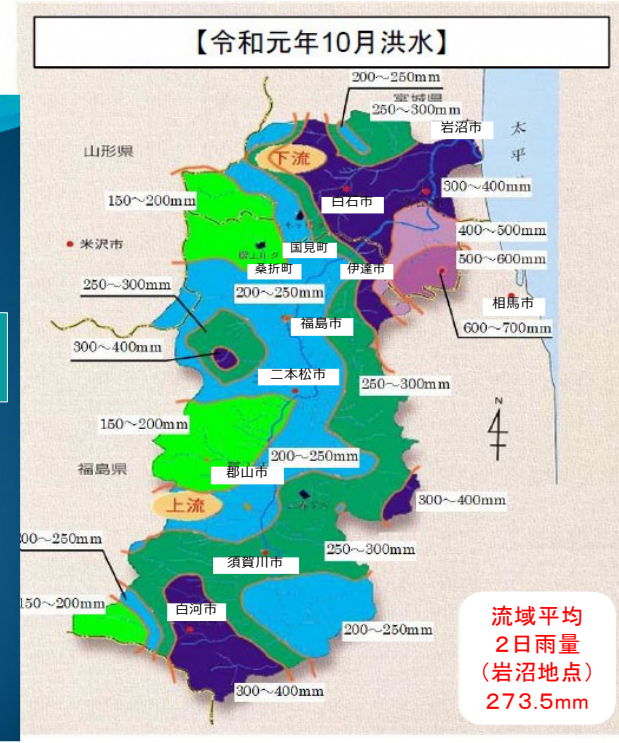 【令和元年10月洪水】
200～250mm
宮城県
250～300mm
岩沼市
太
平
山形県
下流
300～400mm
白石市
150～200mm
400～500mm
米沢市
国見町
500～600mm
桑折町
伊達市
250～300mm
200～250mm
相馬市
福島市
600～700mm
300～400mm
二本松市
250～300mm
N
150～200mm
200～250mm
郡山市
福島県
300～400mm
上流
200～250mm
250～300mm
須賀川市
150～200mm
白河市
200～250mm
300～400mm
流域平均
2日雨量
（岩沼地点）
273.5mm